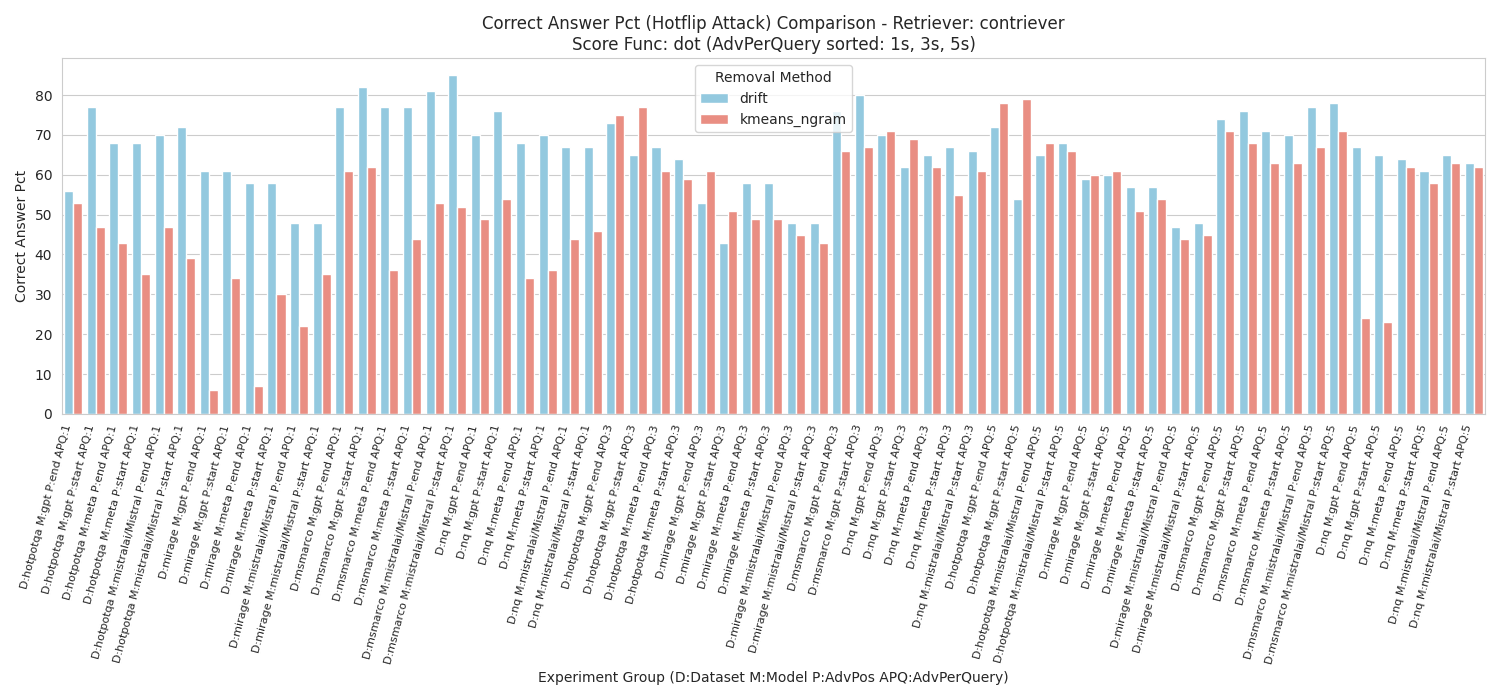 Correct Answer Pct (Hotflip Attack) Comparison - Retriever: contriever
Score Func: dot (AdvPerQuery sorted: 1s, 3s, 5s)
Removal Method
drift
kmeans_ngram
Correct Answer Pct
80
70
60
50
40
30
20
10
0
D:hotpotqa M:gpt P:end APQ:1
D:hotpotqa M:gpt P:start APQ:1
D:hotpotqa M:meta P:end APQ:1
D:hotpotqa M:meta P:start APQ:1
D:hotpotqa M:mistralai/Mistral P:end APQ:1
D:hotpotqa M:mistralai/Mistral P:start APQ:1
D:mirage M:gpt P:end APQ:1
D:mirage M:gpt P:start APQ:1
D:mirage M:meta P:end APQ:1
D:mirage M:meta P:start APQ:1
D:mirage M:mistralai/Mistral P:end APQ:1
D:mirage M:mistralai/Mistral P:start APQ:1
D:msmarco M:gpt P:end APQ:1
D:msmarco M:gpt P:start APQ:1
D:msmarco M:meta P:end APQ:1
D:msmarco M:meta P:start APQ:1
D:msmarco M:mistralai/Mistral P:end APQ:1
D:msmarco M:mistralai/Mistral P:start APQ:1
D:nq M:gpt P:end APQ:1
D:nq M:gpt P:start APQ:1
D:nq M:meta P:end APQ:1
D:nq M:meta P:start APQ:1
D:nq M:mistralai/Mistral P:end APQ:1
D:nq M:mistralai/Mistral P:start APQ:1
D:hotpotqa M:gpt P:end APQ:3
D:hotpotqa M:gpt P:start APQ:3
D:hotpotqa M:meta P:end APQ:3
D:hotpotqa M:meta P:start APQ:3
D:mirage M:gpt P:end APQ:3
D:mirage M:gpt P:start APQ:3
D:mirage M:meta P:end APQ:3
D:mirage M:meta P:start APQ:3
D:mirage M:mistralai/Mistral P:end APQ:3
D:mirage M:mistralai/Mistral P:start APQ:3
D:msmarco M:gpt P:end APQ:3
D:msmarco M:gpt P:start APQ:3
D:nq M:gpt P:end APQ:3
D:nq M:gpt P:start APQ:3
D:nq M:meta P:end APQ:3
D:nq M:meta P:start APQ:3
D:nq M:mistralai/Mistral P:start APQ:3
D:hotpotqa M:gpt P:end APQ:5
D:hotpotqa M:gpt P:start APQ:5
D:hotpotqa M:mistralai/Mistral P:end APQ:5
D:hotpotqa M:mistralai/Mistral P:start APQ:5
D:mirage M:gpt P:end APQ:5
D:mirage M:gpt P:start APQ:5
D:mirage M:meta P:end APQ:5
D:mirage M:meta P:start APQ:5
D:mirage M:mistralai/Mistral P:end APQ:5
D:mirage M:mistralai/Mistral P:start APQ:5
D:msmarco M:gpt P:end APQ:5
D:msmarco M:gpt P:start APQ:5
D:msmarco M:meta P:end APQ:5
D:msmarco M:meta P:start APQ:5
D:msmarco M:mistralai/Mistral P:end APQ:5
D:msmarco M:mistralai/Mistral P:start APQ:5
D:nq M:gpt P:end APQ:5
D:nq M:gpt P:start APQ:5
D:nq M:meta P:end APQ:5
D:nq M:meta P:start APQ:5
D:nq M:mistralai/Mistral P:end APQ:5
D:nq M:mistralai/Mistral P:start APQ:5
Experiment Group (D:Dataset M:Model P:AdvPos APQ:AdvPerQuery)